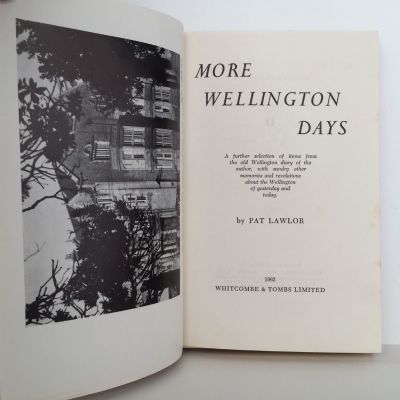 MORE
WELLINGTON
DAYS
A further selection of items from
the old Wellington diary of the
author, with sundry other
memories and revelations
about the Wellington
of yesterday and
today.
by PAT LAWLOR
1962
WHITCOMBE & TOMBS LIMITED